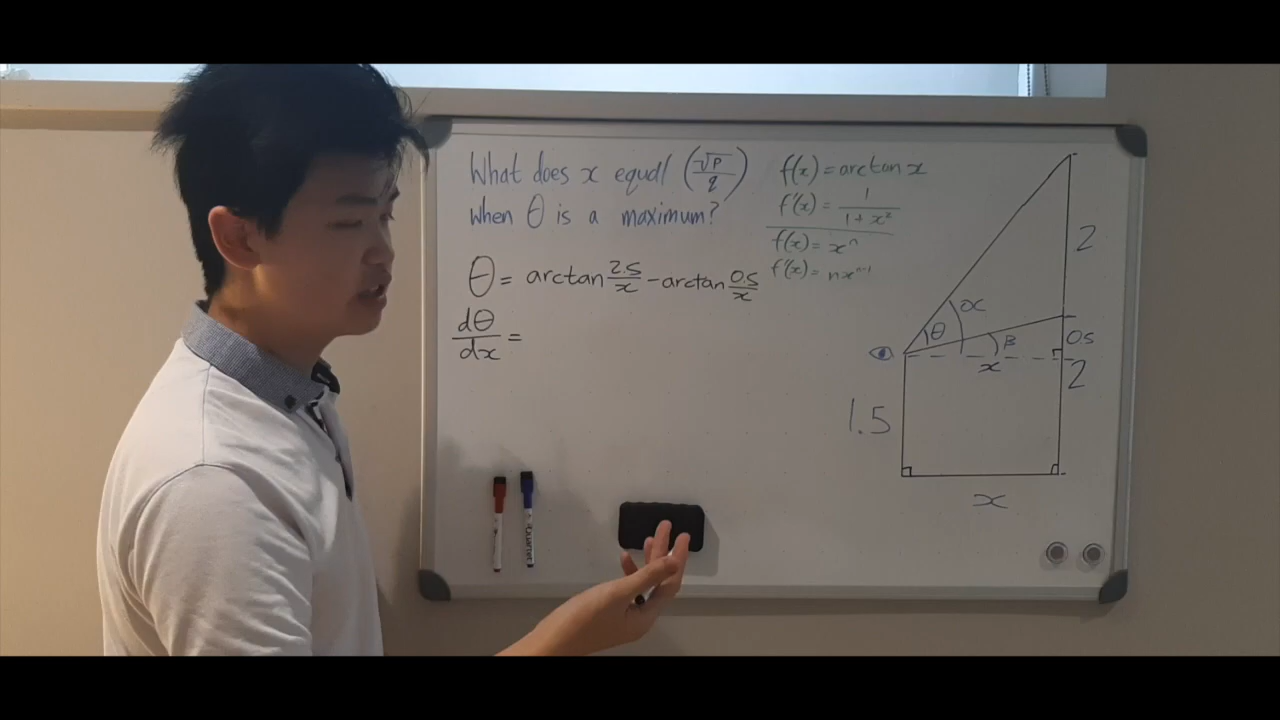 What does x equal (√p/q)
when θ is a maximum?
θ = arctan 2.5/x - arctan 0.5/x
dθ/dx =
f(x) = arctan x
f'(x) = 1/(1 + x²)
f(x) = xⁿ
f'(x) = nxⁿ⁻¹
2
α
θ
β
0.5
x
2
1.5
x
Quartet